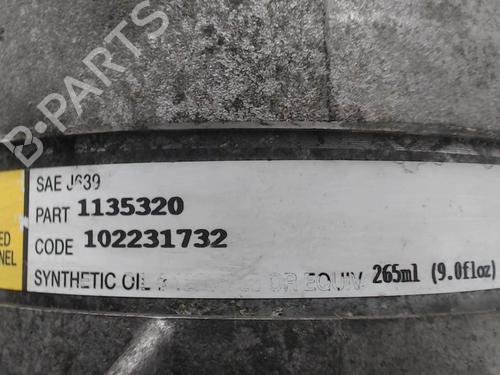 B-PARTS
SAE J639
PART 1135320
CODE 102231732
SYNTHETIC OIL OR EQUIV. 265ml (9.0floz)
ED
NEL